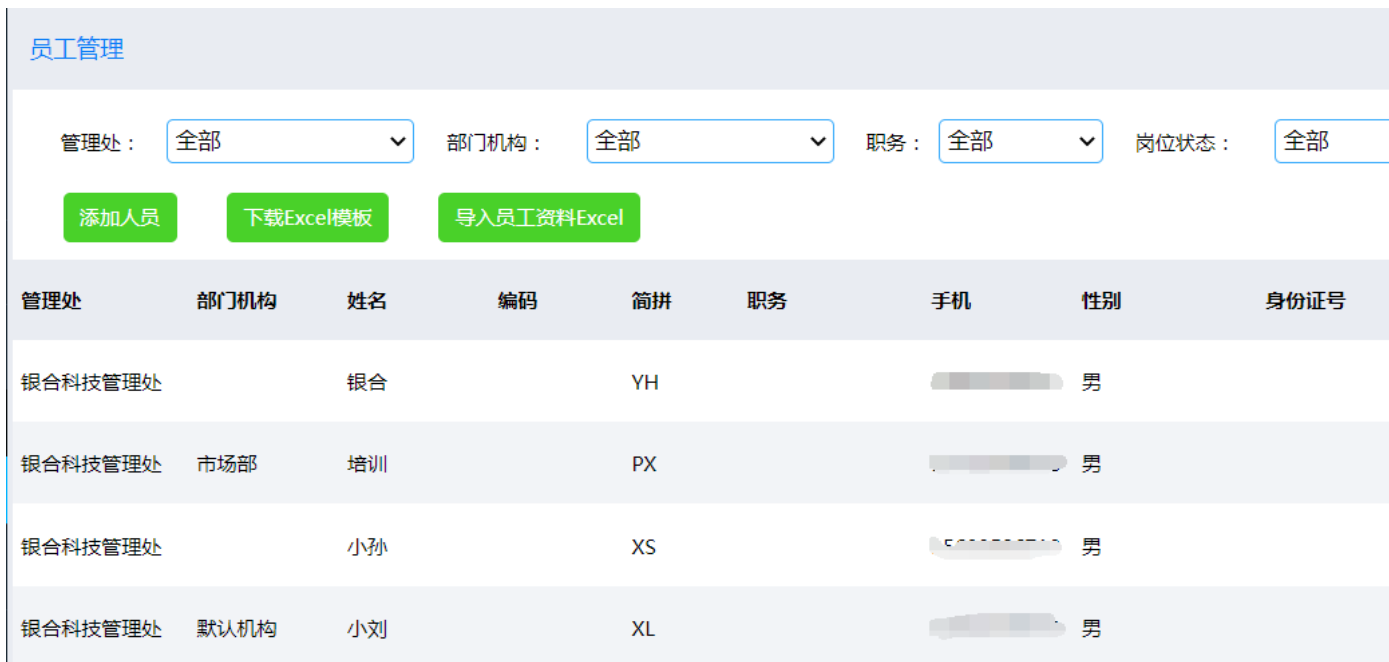 员工管理
管理处： 全部 部门机构： 全部 职务： 全部 岗位状态： 全部
添加人员 下载Excel模板 导入员工资料Excel
管理处 部门机构 姓名 编码 简拼 职务 手机 性别 身份证号
银合科技管理处 银合 YH 男
银合科技管理处 市场部 培训 PX 男
银合科技管理处 小孙 XS 男
银合科技管理处 默认机构 小刘 XL 男